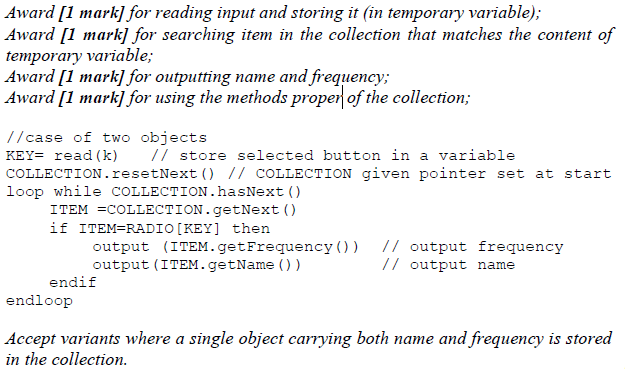 Award [1 mark] for reading input and storing it (in temporary variable);
Award [1 mark] for searching item in the collection that matches the content of
temporary variable;
Award [1 mark] for outputting name and frequency;
Award [1 mark] for using the methods proper of the collection;
//case of two objects
KEY= read(k)    // store selected button in a variable
COLLECTION.resetNext() // COLLECTION given pointer set at start
loop while COLLECTION.hasNext()
ITEM =COLLECTION.getNext()
if ITEM=RADIO[KEY] then
output (ITEM.getFrequency())  // output frequency
output(ITEM.getName())        // output name
endif
endloop
Accept variants where a single object carrying both name and frequency is stored
in the collection.